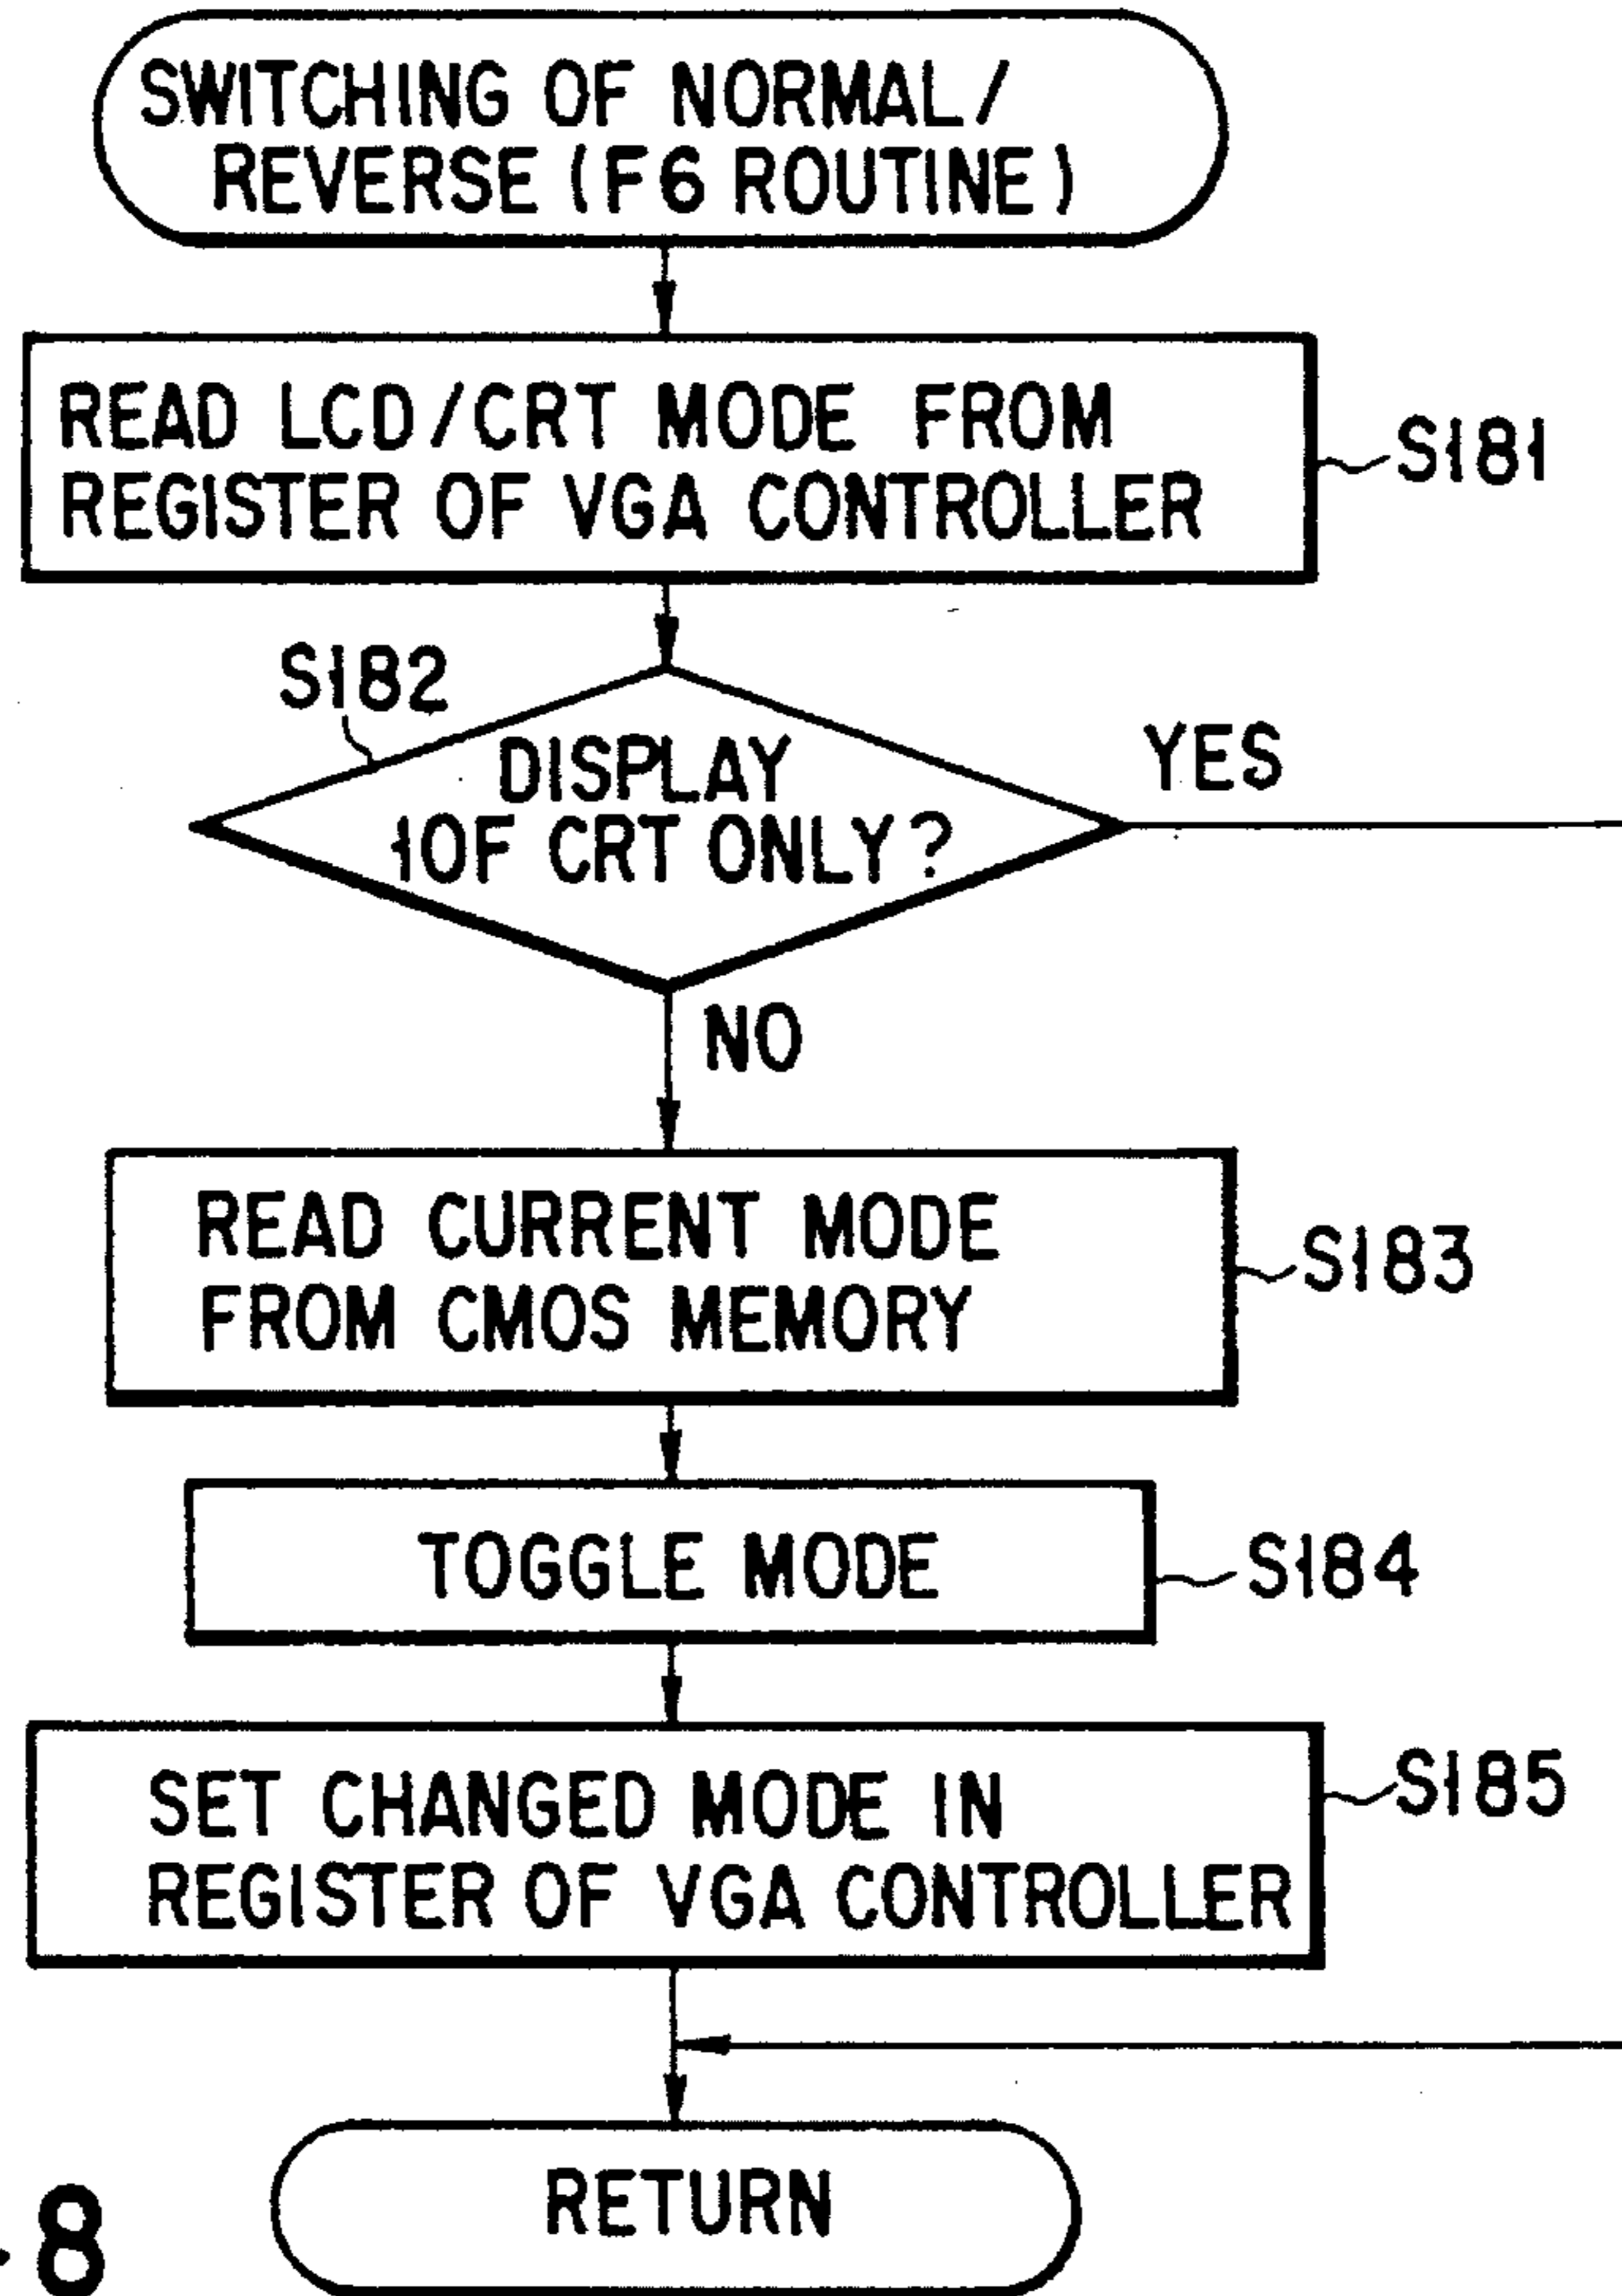 SWITCHING OF NORMAL/
REVERSE (F6 ROUTINE)
READ LCD/CRT MODE FROM
REGISTER OF VGA CONTROLLER
S181
S182
DISPLAY
1OF CRT ONLY?
YES
NO
READ CURRENT MODE
FROM CMOS MEMORY
S183
TOGGLE MODE
S184
SET CHANGED MODE IN
REGISTER OF VGA CONTROLLER
S185
RETURN
8